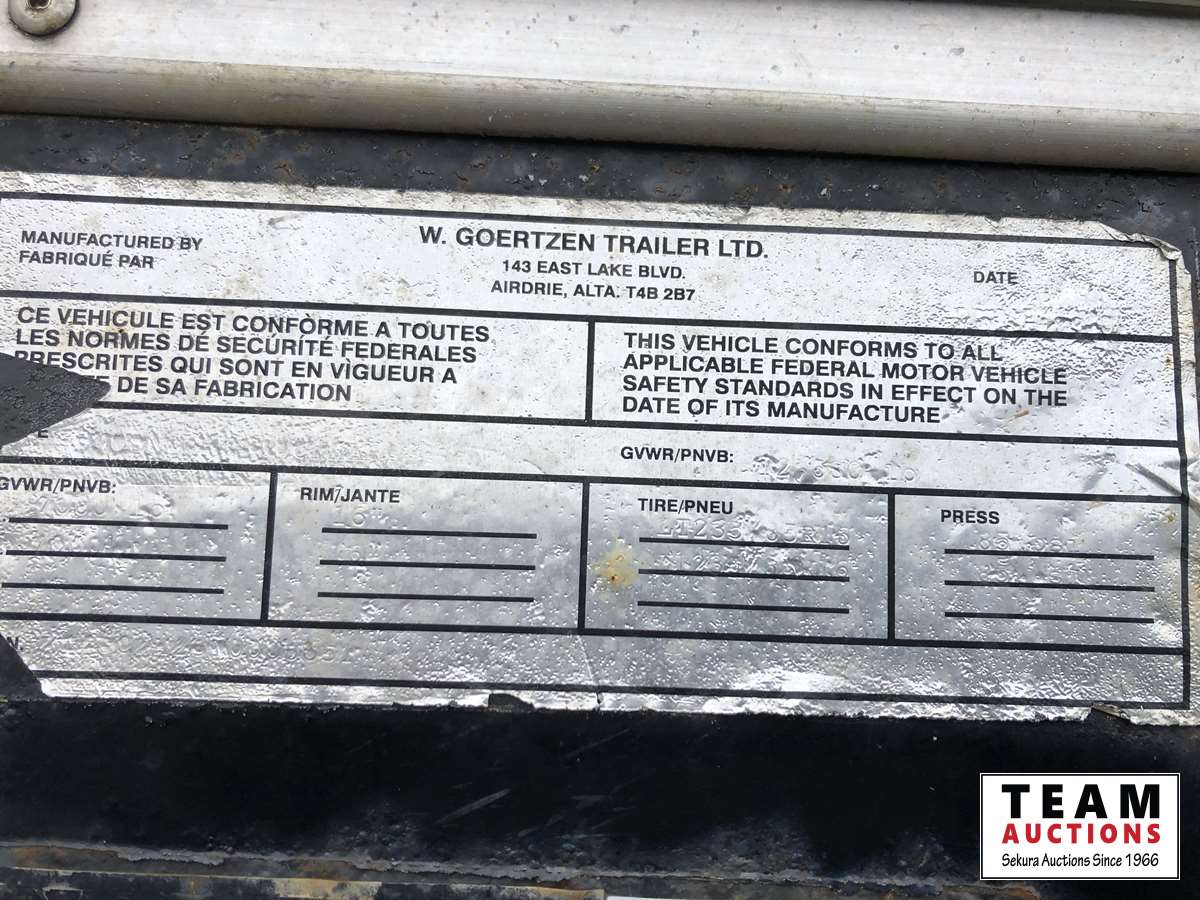 MANUFACTURED BY
FABRIQUÉ PAR
W. GOERTZEN TRAILER LTD.
143 EAST LAKE BLVD.
AIRDRIE, ALTA. T4B 2B7
DATE
CE VEHICULE EST CONFORME A TOUTES
LES NORMES DE SECURITÉ FEDERALES
PRESCRITES QUI SONT EN VIGUEUR A
DE SA FABRICATION
THIS VEHICLE CONFORMS TO ALL
APPLICABLE FEDERAL MOTOR VEHICLE
SAFETY STANDARDS IN EFFECT ON THE
DATE OF ITS MANUFACTURE
GVWR/PNVB:
GVWR/PNVB:
RIM/JANTE
TIRE/PNEU
PRESS
TEAM
AUCTIONS
Sekura Auctions Since 1966